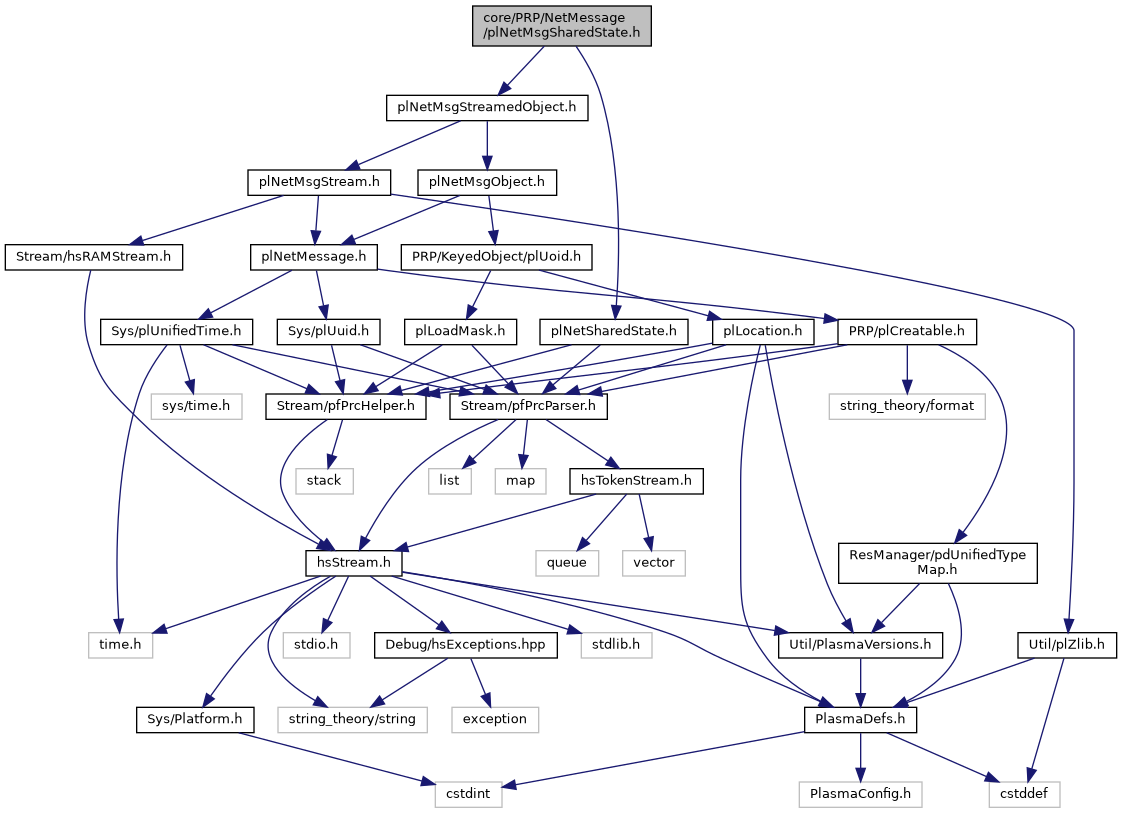 core/PRP/NetMessage
/plNetMsgSharedState.h
plNetMsgStreamedObject.h
plNetMsgStream.h
plNetMsgObject.h
Stream/hsRAMStream.h
plNetMessage.h
PRP/KeyedObject/plUoid.h
Sys/plUnifiedTime.h
Sys/plUuid.h
plLoadMask.h
plNetSharedState.h
plLocation.h
PRP/plCreatable.h
sys/time.h
Stream/pfPrcHelper.h
Stream/pfPrcParser.h
string_theory/format
stack
list
map
hsTokenStream.h
hsStream.h
queue
vector
ResManager/pdUnifiedType
Map.h
time.h
stdio.h
Debug/hsExceptions.hpp
stdlib.h
Util/PlasmaVersions.h
Util/plZlib.h
Sys/Platform.h
string_theory/string
exception
PlasmaDefs.h
cstdint
PlasmaConfig.h
cstddef